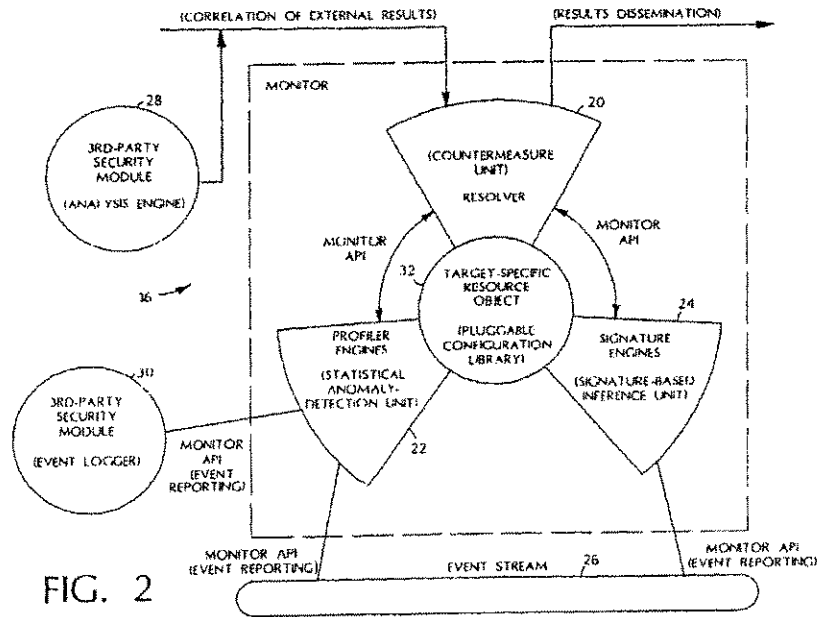 (CORRELATION OF EXTERNAL RESULTS)
(RESULTS DISSEMINATION)
MONITOR
28
3RD-PARTY
SECURITY
MODULE
(ANALYSIS ENGINE)
20
(COUNTERMEASURE
UNIT)
RESOLVER
MONITOR
API
MONITOR
API
16
32
TARGET-SPECIFIC
RESOURCE
OBJECT
(PLUGGABLE
CONFIGURATION
LIBRARY)
24
PROFILER
ENGINES
(STATISTICAL
ANOMALY-
DETECTION UNIT)
22
SIGNATURE
ENGINES
(SIGNATURE-BASED
INFERENCE UNIT)
30
3RD-PARTY
SECURITY
MODULE
(EVENT LOGGER)
MONITOR
API
(EVENT
REPORTING)
MONITOR API
(EVENT REPORTING)
EVENT STREAM
26
MONITOR API
(EVENT REPORTING)
FIG. 2